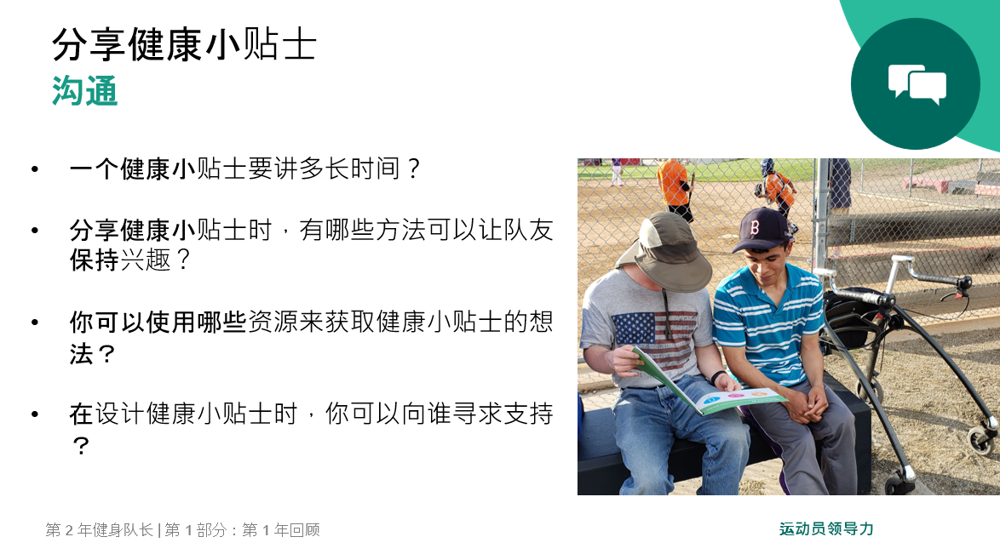 分享健康小贴士
沟通
• 一个健康小贴士要讲多长时间？
• 分享健康小贴士时，有哪些方法可以让队友
保持兴趣？
• 你可以使用哪些资源来获取健康小贴士的想
法？
• 在设计健康小贴士时，你可以向谁寻求支持
？
B
第 2 年健身队长 | 第 1 部分：第 1 年回顾
运动员领导力